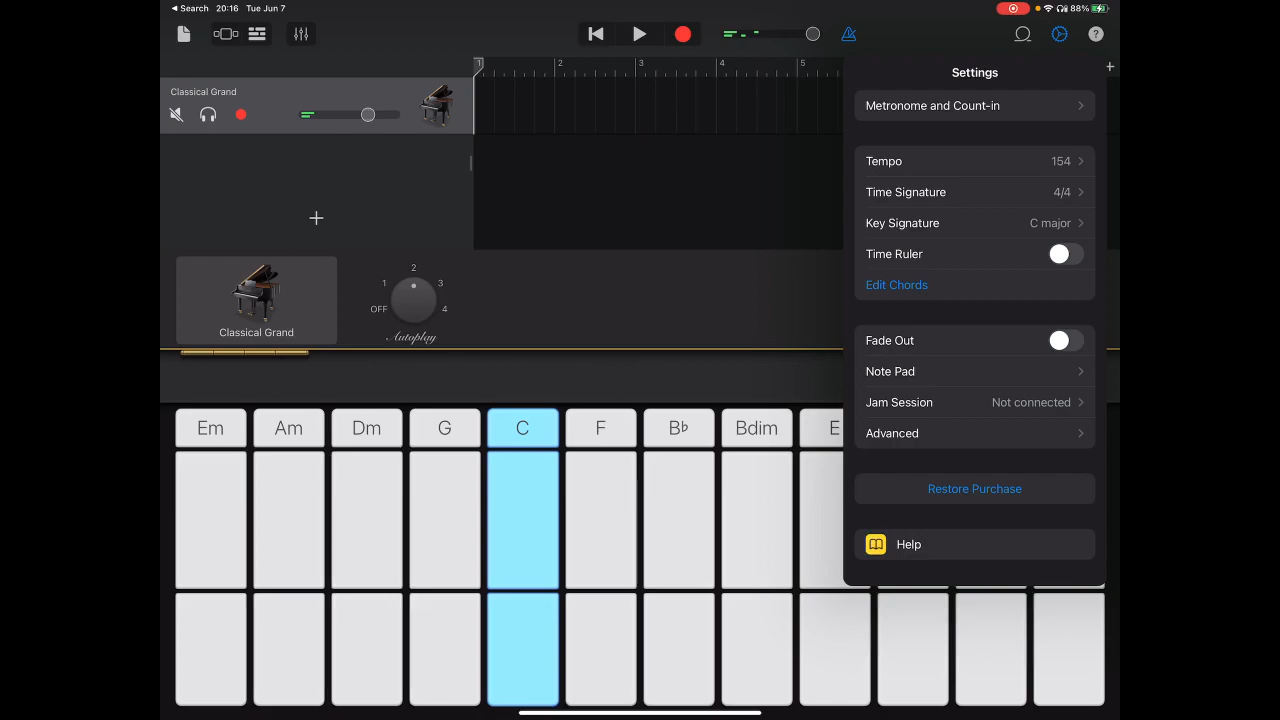 Search 20:16 Tue Jun 7
88%
1 2 3 4 5
Classical Grand
Settings
Metronome and Count-in
Tempo 154
Time Signature 4/4
Key Signature C major
Time Ruler
Edit Chords
Fade Out
Note Pad
Jam Session Not connected
Advanced
Restore Purchase
Help
Classical Grand
OFF 1 2 3 4
Autoplay
Em Am Dm G C F B♭ Bdim E